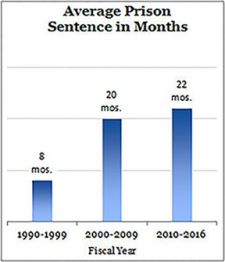 Average Prison
Sentence in Months
22
mos.
20
mos.
8
mos.
1990-1999 2000-2009 2010-2016
Fiscal Year